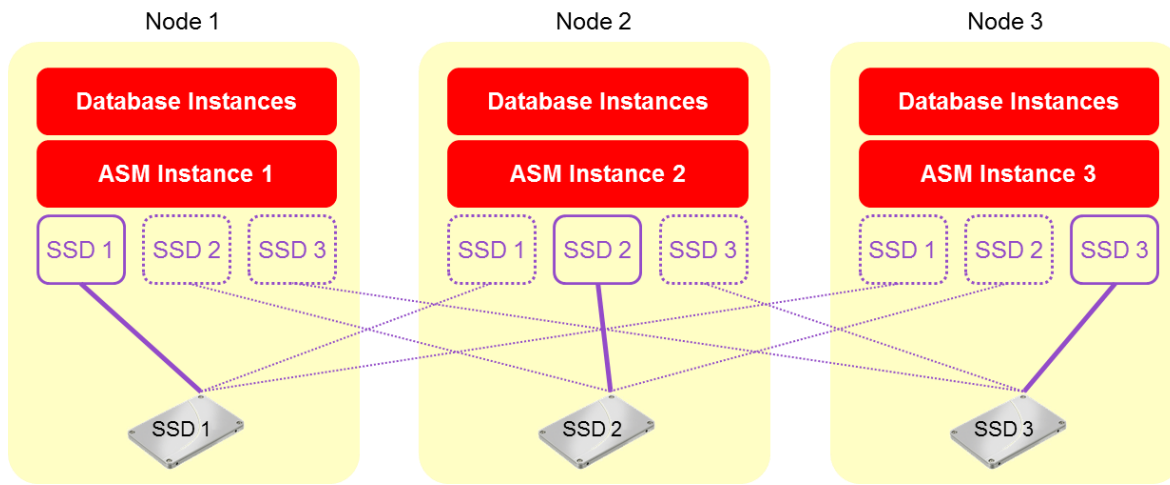 Node 1
Node 2
Node 3
Database Instances
Database Instances
Database Instances
ASM Instance 1
ASM Instance 2
ASM Instance 3
SSD 1
SSD 2
SSD 3
SSD 1
SSD 2
SSD 3
SSD 1
SSD 2
SSD 3
SSD 1
SSD 2
SSD 3